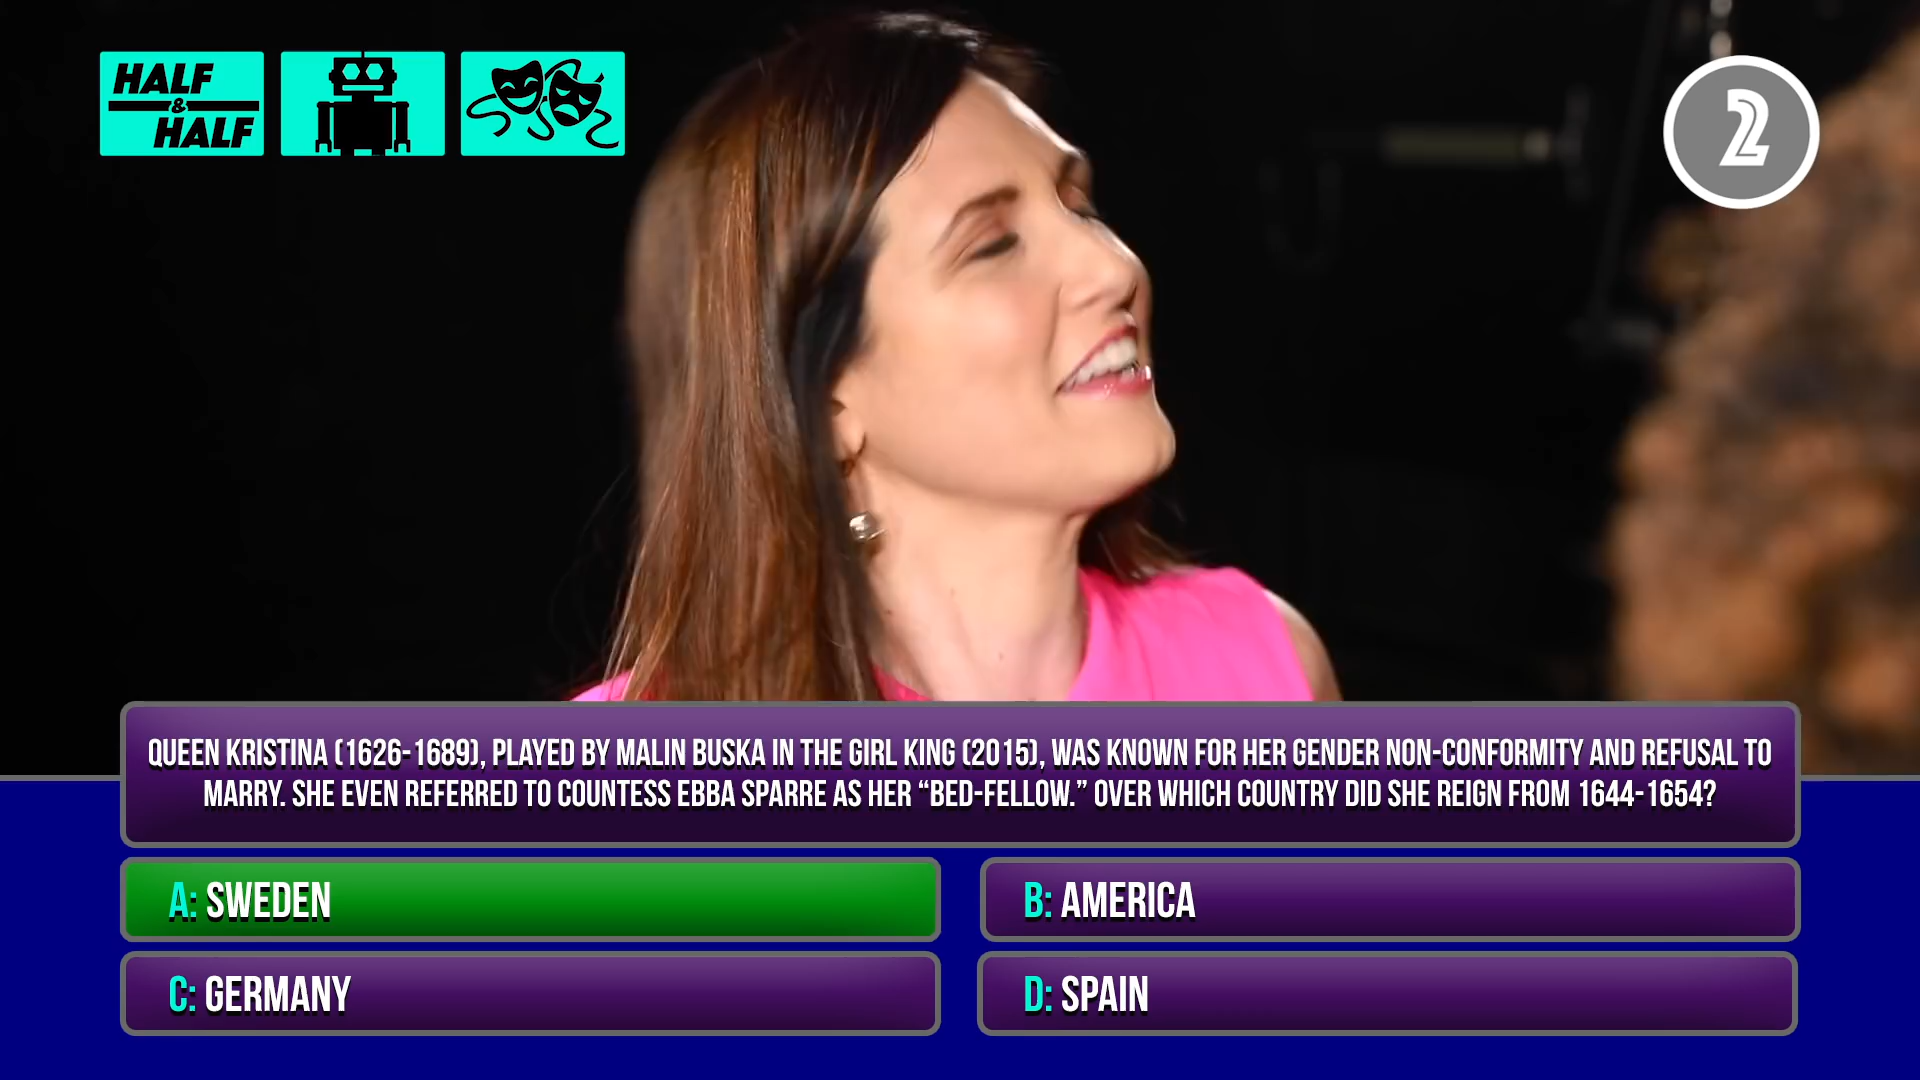 HALF
&
HALF
2
QUEEN KRISTINA (1626-1689), PLAYED BY MALIN BUSKA IN THE GIRL KING (2015), WAS KNOWN FOR HER GENDER NON-CONFORMITY AND REFUSAL TO
MARRY. SHE EVEN REFERRED TO COUNTESS EBBA SPARRE AS HER “BED-FELLOW.” OVER WHICH COUNTRY DID SHE REIGN FROM 1644-1654?
A: SWEDEN
B: AMERICA
C: GERMANY
D: SPAIN